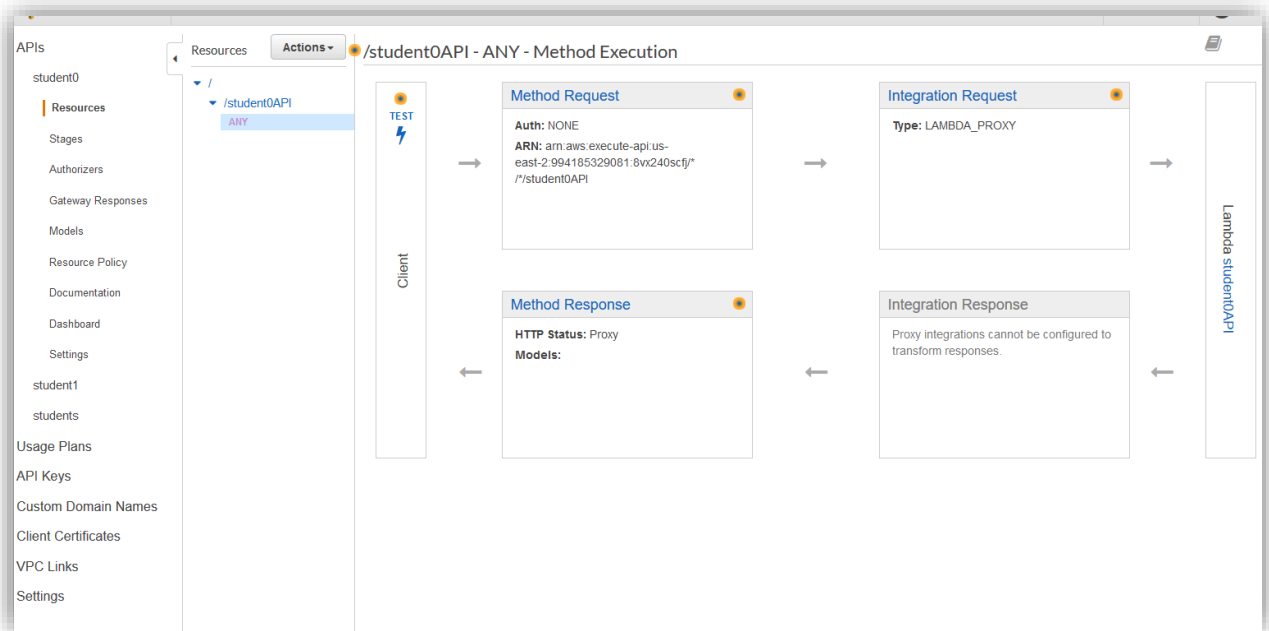 APIs
student0
Resources
Stages
Authorizers
Gateway Responses
Models
Resource Policy
Documentation
Dashboard
Settings
student1
students
Usage Plans
API Keys
Custom Domain Names
Client Certificates
VPC Links
Settings
Resources
Actions
/
/student0API
ANY
/student0API - ANY - Method Execution
TEST
Client
Method Request
Auth: NONE
ARN: arn:aws:execute-api:us-
east-2:994185329081:8vx240scfj/*
/*/student0API
Integration Request
Type: LAMBDA_PROXY
Lambda student0API
Method Response
HTTP Status: Proxy
Models:
Integration Response
Proxy integrations cannot be configured to
transform responses.